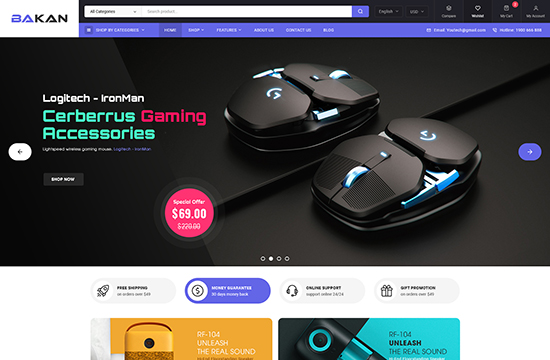 BAKAN
All Categories
Search product...
English
USD
Compare
Wishlist
My Cart
My Account
SHOP BY CATEGORIES
HOME
SHOP
FEATURES
ABOUT US
CONTACT US
BLOG
Email: Youtech@gmail.com
Hotline: 1900 666 888
Logitech - IronMan
Cerberrus Gaming
Accessories
Lightspeed wireless gaming mouse. Logitech - IronMan
SHOP NOW
Special Offer
$69.00
$220.00
FREE SHIPPING
on orders over $49
MONEY GUARANTEE
30 days money back
ONLINE SUPPORT
support online 24/24
GIFT PROMOTION
on orders over $49
RF-104
UNLEASH
THE REAL SOUND
RF-104
UNLEASH
THE REAL SOUND